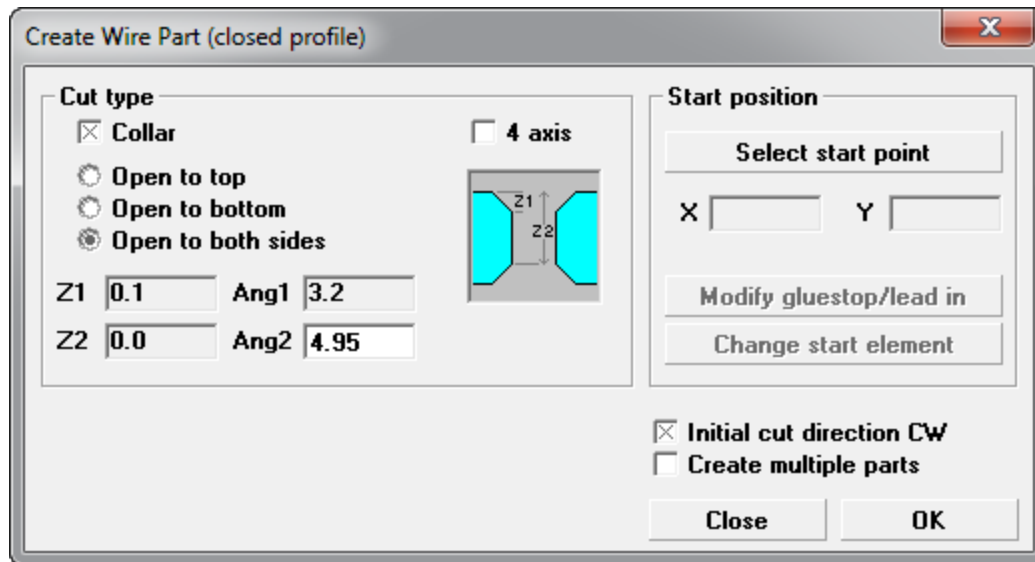 Create Wire Part (closed profile)
Cut type
Collar
4 axis
Open to top
Open to bottom
Open to both sides
Z1
Z2
Z1 0.1 Ang1 3.2
Z2 0.0 Ang2 4.95
Start position
Select start point
X Y
Modify gluestop/lead in
Change start element
Initial cut direction CW
Create multiple parts
Close OK